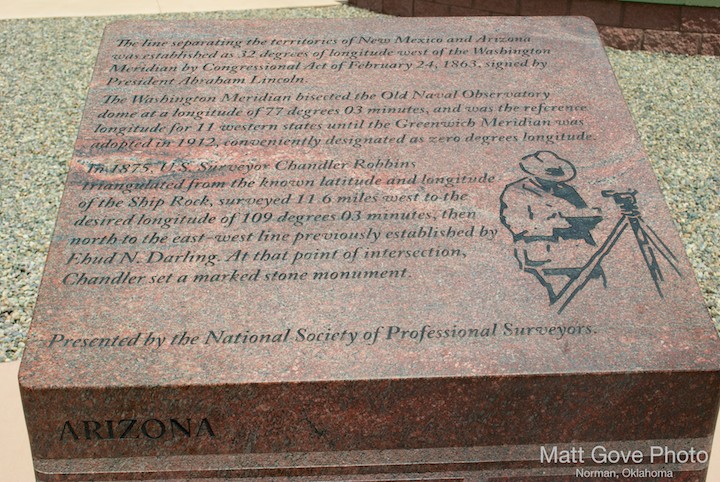 The line separating the territories of New Mexico and Arizona
was established as 32 degrees of longitude west of the Washington
Meridian by Congressional Act of February 24, 1863, signed by
President Abraham Lincoln.
The Washington Meridian bisected the Old Naval Observatory
dome at a longitude of 77 degrees 03 minutes, and was the reference
longitude for 11 western states until the Greenwich Meridian was
adopted in 1912, conveniently designated as zero degrees longitude.
In 1875, U.S. Surveyor Chandler Robbins
triangulated from the known latitude and longitude
of the Ship Rock, surveyed 11.6 miles west to the
desired longitude of 109 degrees 03 minutes, then
north to the east-west line previously established by
Ehud N. Darling. At that point of intersection,
Chandler set a marked stone monument.
Presented by the National Society of Professional Surveyors.
ARIZONA
Matt Gove Photo
Norman, Oklahoma